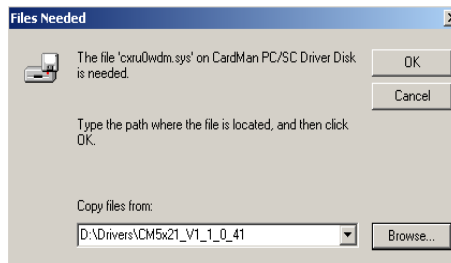 Files Needed
The file 'cxru0wdm.sys' on CardMan PC/SC Driver Disk
is needed.
OK
Cancel
Type the path where the file is located, and then click
OK.
Copy files from:
D:\Drivers\CM5x21_V1_1_0_41
Browse...